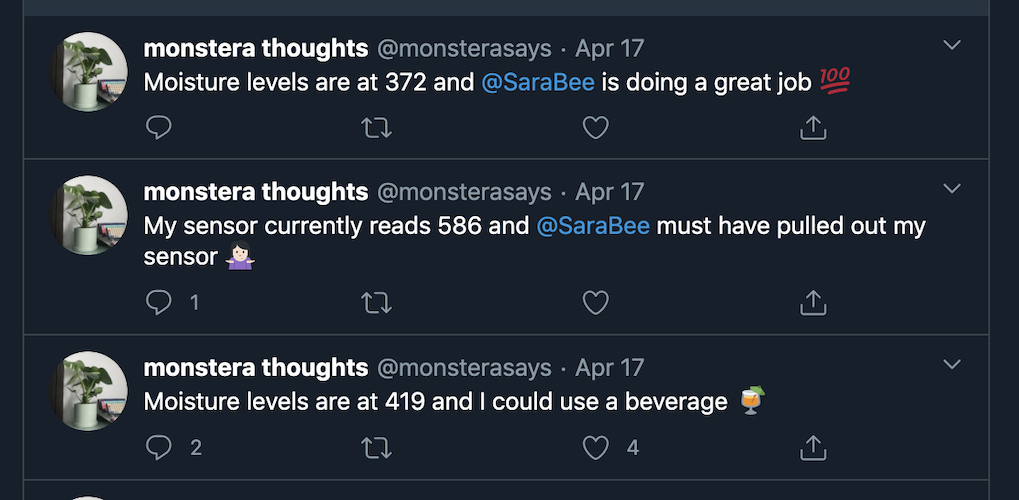 monstera thoughts @monsterasays · Apr 17
Moisture levels are at 372 and @SaraBee is doing a great job 💯
monstera thoughts @monsterasays · Apr 17
My sensor currently reads 586 and @SaraBee must have pulled out my
sensor 🤷🏻‍♀️
1
monstera thoughts @monsterasays · Apr 17
Moisture levels are at 419 and I could use a beverage 🍹
2 4